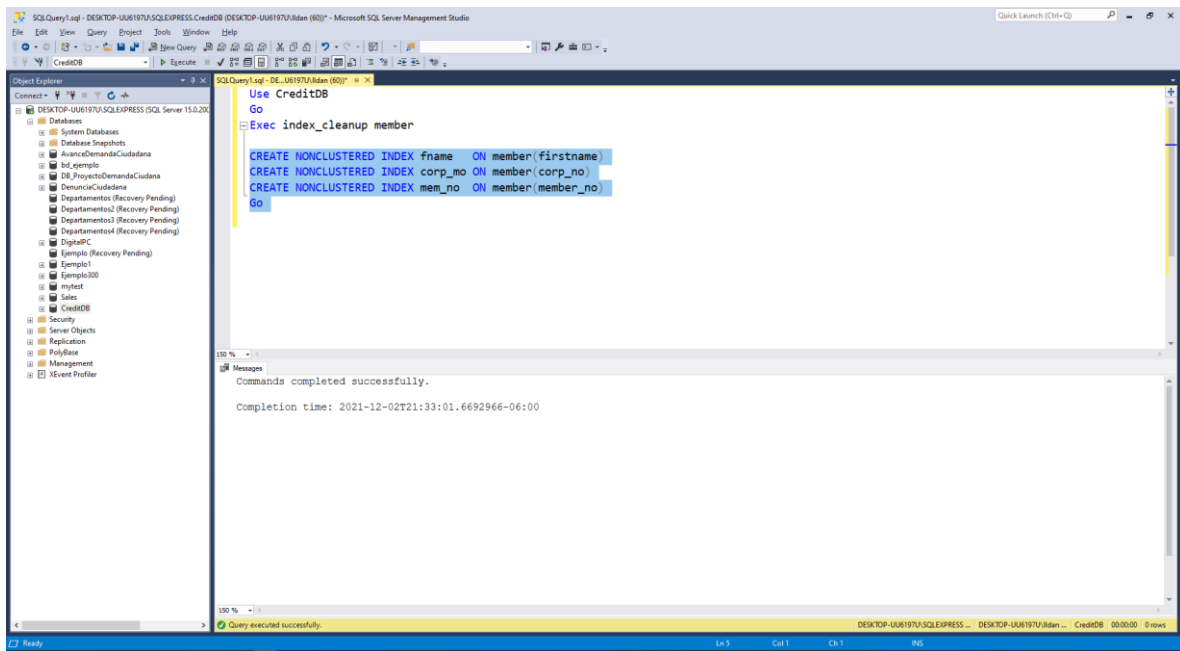 SQLQuery1.sql - DESKTOP-UU6197U\SQLEXPRESS.CreditDB (DESKTOP-UU6197U\Ildan (60))* - Microsoft SQL Server Management Studio
Quick Launch (Ctrl+Q)
File Edit View Query Project Tools Window Help
New Query
CreditDB
Execute
Object Explorer
SQLQuery1.sql - DE...U6197U\Ildan (60))*
Connect
DESKTOP-UU6197U\SQLEXPRESS (SQL Server 15.0.200
Databases
System Databases
Database Snapshots
AvanceDemandaCiudadana
bd_ejemplo
DB_ProyectoDemandaCiudana
DenunciaCiudadana
Departamentos (Recovery Pending)
Departamentos2 (Recovery Pending)
Departamentos3 (Recovery Pending)
Departamentos4 (Recovery Pending)
DigitalPC
Ejemplo (Recovery Pending)
Ejemplo1
Ejemplo300
mytest
Sales
CreditDB
Security
Server Objects
Replication
PolyBase
Management
XEvent Profiler
Use CreditDB
Go
Exec index_cleanup member
CREATE NONCLUSTERED INDEX fname ON member(firstname)
CREATE NONCLUSTERED INDEX corp_mo ON member(corp_no)
CREATE NONCLUSTERED INDEX mem_no ON member(member_no)
Go
150 %
Messages
Commands completed successfully.
Completion time: 2021-12-02T21:33:01.6692966-06:00
150 %
Query executed successfully.
DESKTOP-UU6197U\SQLEXPRESS ... DESKTOP-UU6197U\Ildan ... CreditDB 00:00:00 0 rows
Ready
Ln 5 Col 1 Ch 1 INS